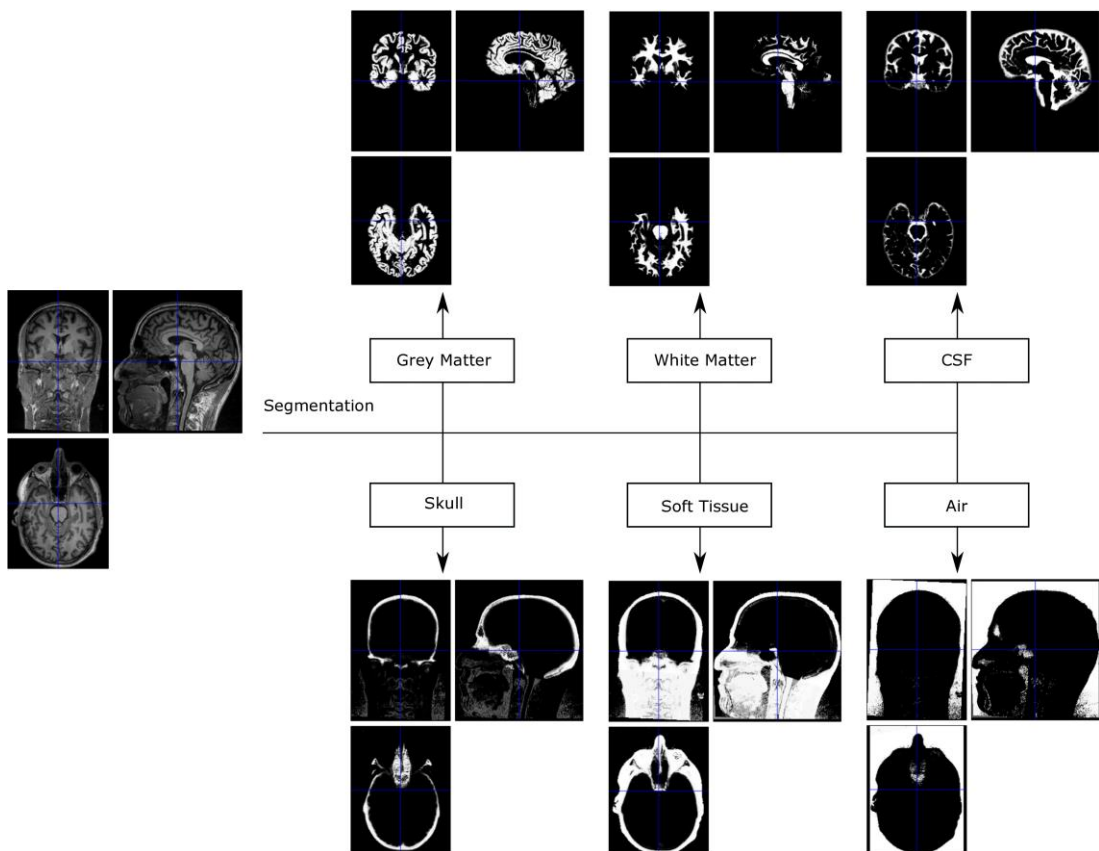 Grey Matter
White Matter
CSF
Segmentation
Skull
Soft Tissue
Air